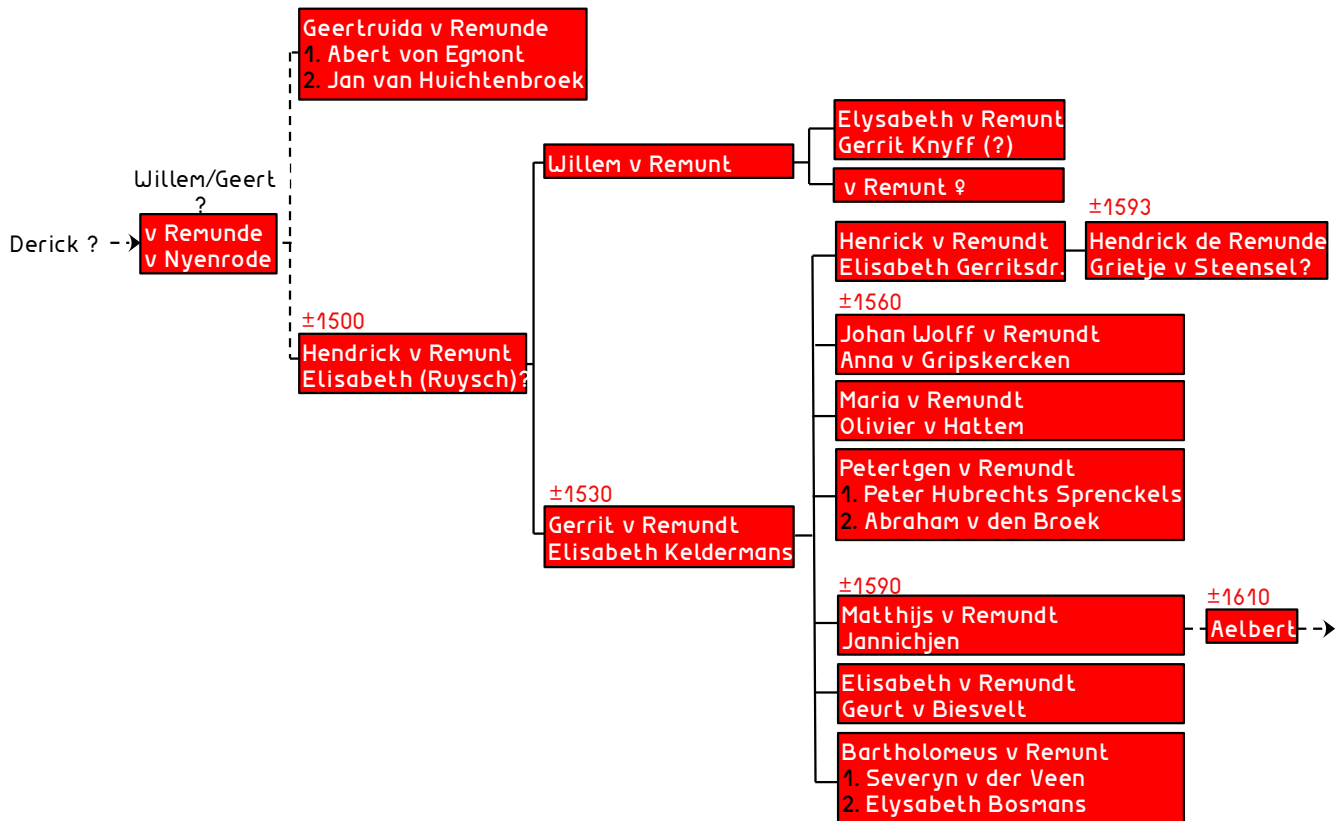 Geertruida v Remunde
1. Abert von Egmont
2. Jan van Huichtenbroek
Willem/Geert
?
Derick ?
v Remunde
v Nyenrode
±1500
Hendrick v Remunt
Elisabeth (Ruysch)?
Willem v Remunt
±1530
Gerrit v Remundt
Elisabeth Keldermans
Elysabeth v Remunt
Gerrit Knyff (?)
v Remunt ♀
Henrick v Remundt
Elisabeth Gerritsdr.
±1593
Hendrick de Remunde
Grietje v Steensel?
±1560
Johan Wolff v Remundt
Anna v Gripskercken
Maria v Remundt
Olivier v Hattem
Petertgen v Remundt
1. Peter Hubrechts Sprenckels
2. Abraham v den Broek
±1590
Matthijs v Remundt
Jannichjen
±1610
Aelbert
Elisabeth v Remundt
Geurt v Biesvelt
Bartholomeus v Remunt
1. Severyn v der Veen
2. Elysabeth Bosmans